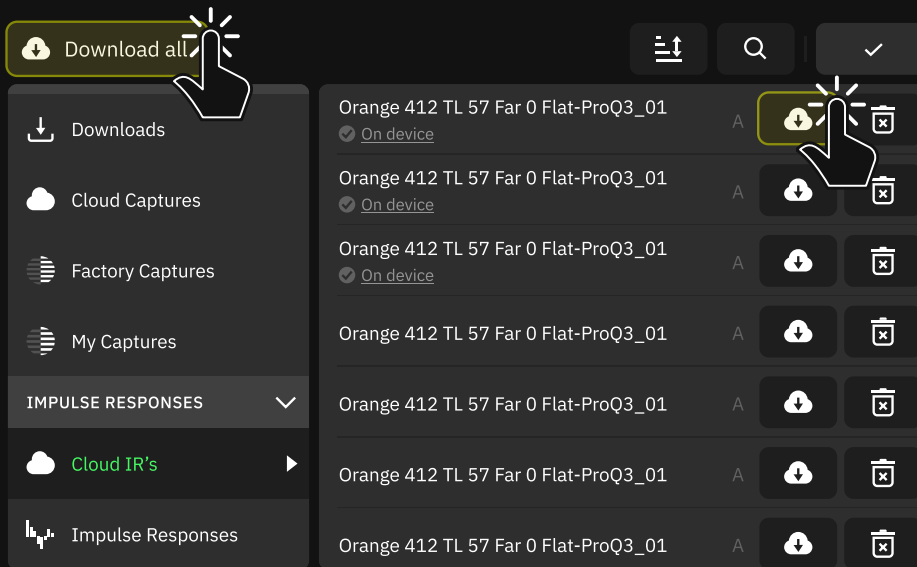 Download all
Downloads
Cloud Captures
Factory Captures
My Captures
IMPULSE RESPONSES
Cloud IR’s
Impulse Responses
Orange 412 TL 57 Far 0 Flat-ProQ3_01
A
On device
Orange 412 TL 57 Far 0 Flat-ProQ3_01
A
On device
Orange 412 TL 57 Far 0 Flat-ProQ3_01
A
On device
Orange 412 TL 57 Far 0 Flat-ProQ3_01
A
Orange 412 TL 57 Far 0 Flat-ProQ3_01
A
Orange 412 TL 57 Far 0 Flat-ProQ3_01
A
Orange 412 TL 57 Far 0 Flat-ProQ3_01
A